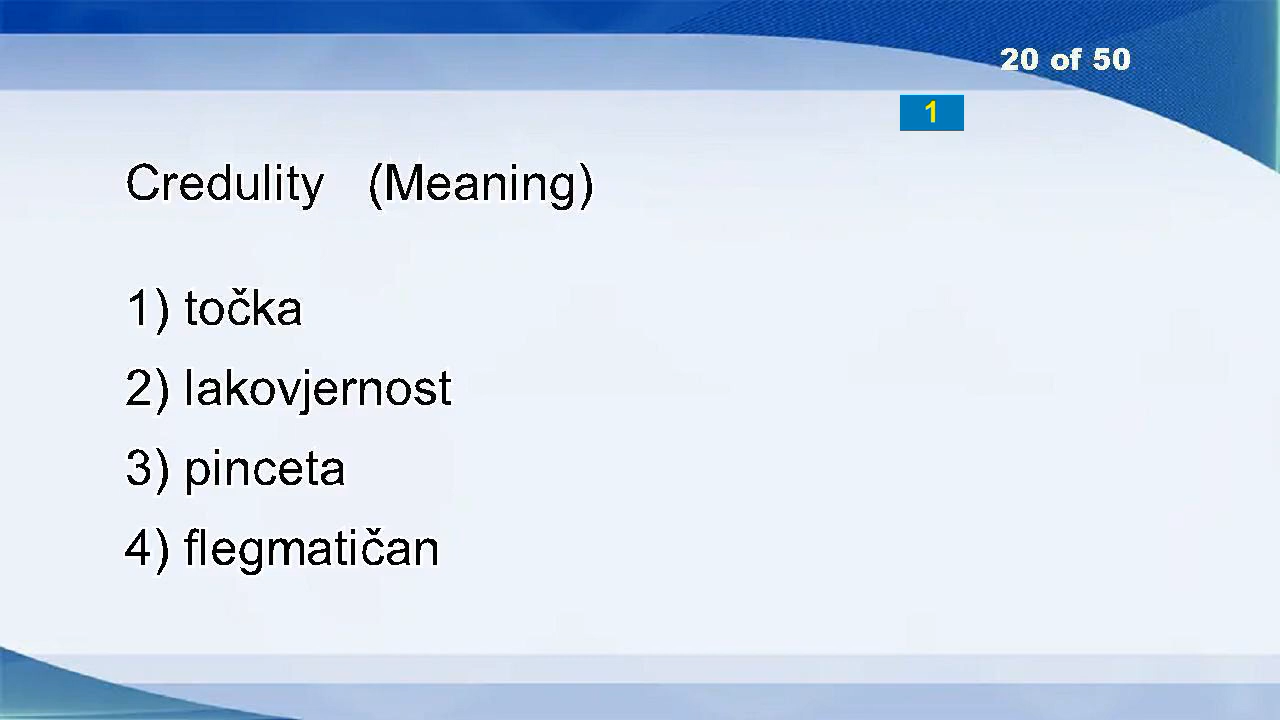 20 of 50
1
Credulity (Meaning)
1) točka
2) lakovjernost
3) pinceta
4) flegmatičan